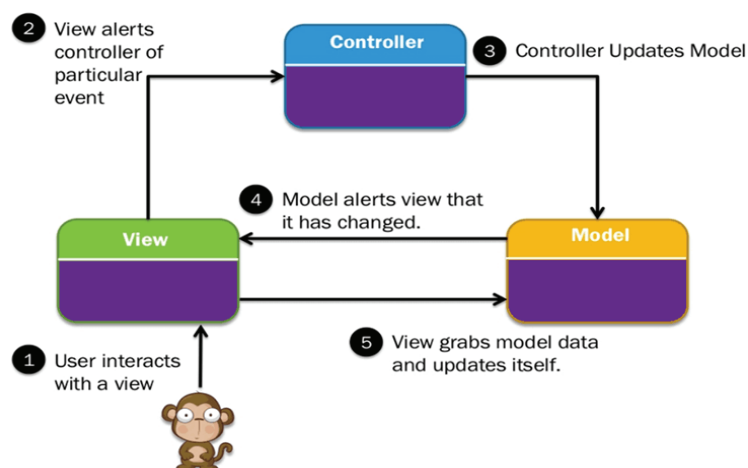 2 View alerts
controller of
particular
event
Controller
3 Controller Updates Model
4 Model alerts view that
it has changed.
View
Model
1 User interacts
with a view
5 View grabs model data
and updates itself.